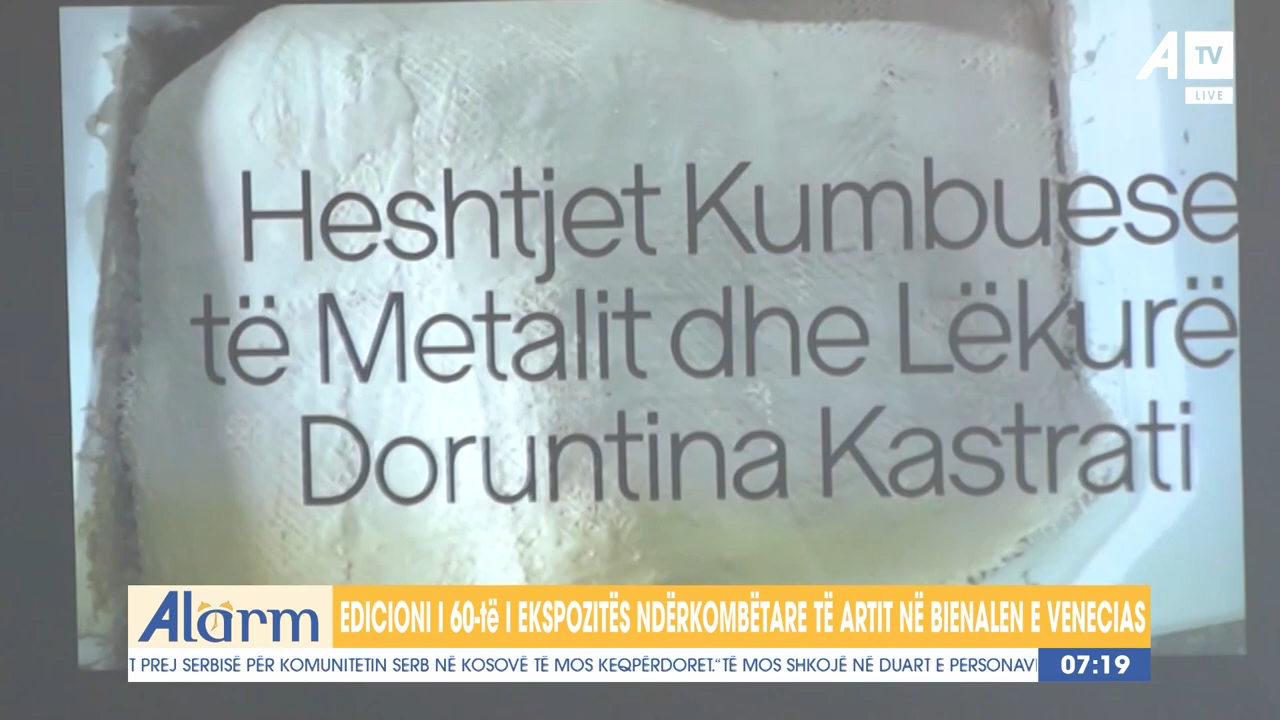 A TV
LIVE
Heshtjet Kumbuese
të Metalit dhe Lëkurë
Doruntina Kastrati
Alarm
EDICIONI I 60-të I EKSPOZITËS NDËRKOMBËTARE TË ARTIT NË BIENALEN E VENECIAS
T PREJ SERBISË PËR KOMUNITETIN SERB NË KOSOVË TË MOS KEQPËRDORET.“TË MOS SHKOJË NË DUART E PERSONAV
07:19